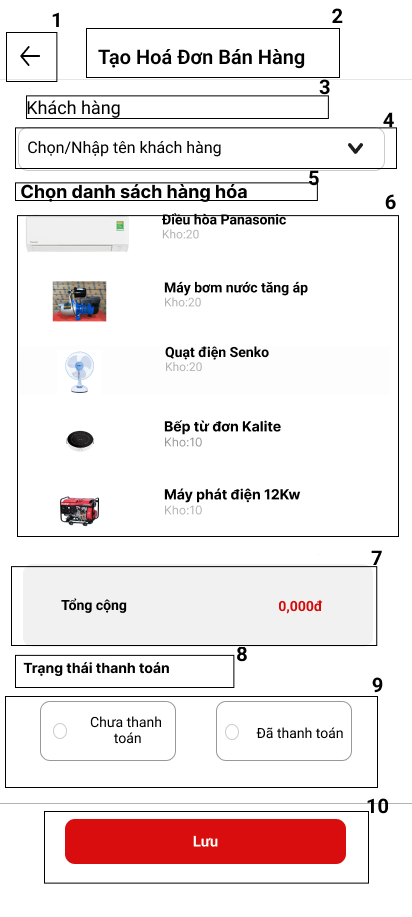 1
2
Tạo Hoá Đơn Bán Hàng
3
Khách hàng
4
Chọn/Nhập tên khách hàng
5
Chọn danh sách hàng hóa
6
Điều hòa Panasonic
Kho:20
Máy bơm nước tăng áp
Kho:20
Quạt điện Senko
Kho:20
Bếp từ đơn Kalite
Kho:10
Máy phát điện 12Kw
Kho:10
7
Tổng cộng 0,000đ
8
Trạng thái thanh toán
9
Chưa thanh
toán
Đã thanh toán
10
Lưu